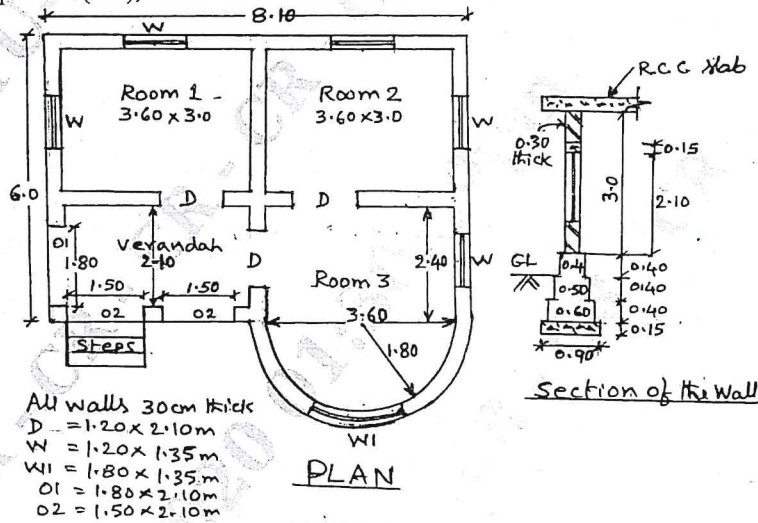 8.10
W
Room 1
3.60 x 3.0
Room 2
3.60 x 3.0
W
W
6.0
D
D
01
1.80
Verandah
2.10
D
2.40
W
1.50
1.50
Room 3
02
02
3.60
Steps
1.80
W1
PLAN
All walls 30cm thick
D = 1.20 x 2.10m
W = 1.20 x 1.35m
W1 = 1.80 x 1.35m
01 = 1.80 x 2.10m
02 = 1.50 x 2.10m
R.C.C slab
0.30
thick
0.15
3.0
2.10
GL
0.4
0.40
0.50
0.40
0.60
0.40
0.15
0.90
Section of the Wall